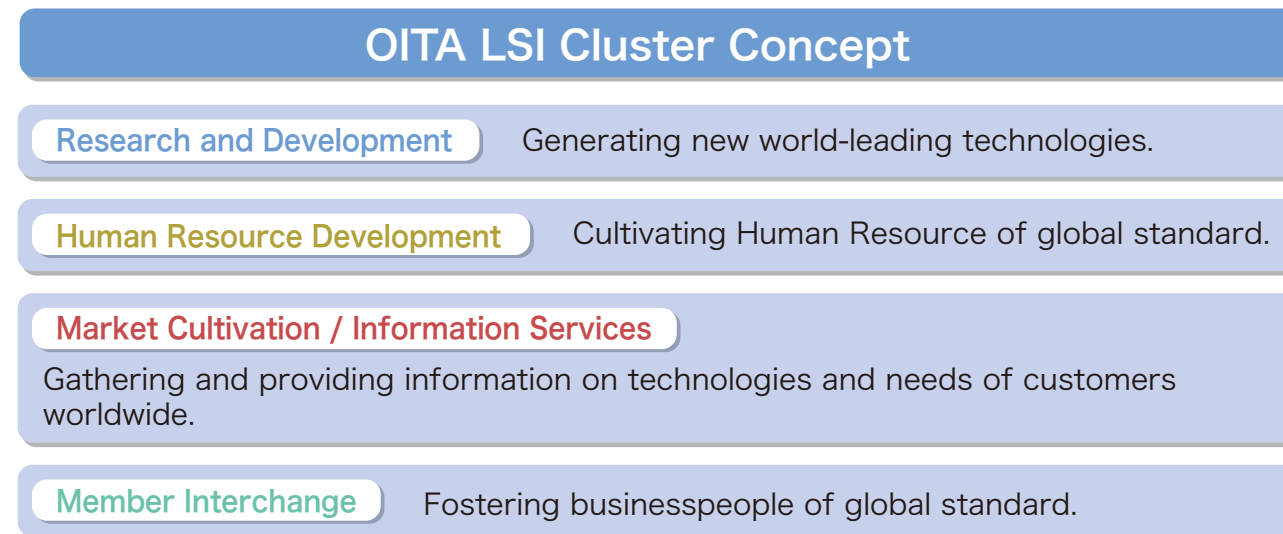 OITA LSI Cluster Concept
Research and Development
Generating new world-leading technologies.
Human Resource Development
Cultivating Human Resource of global standard.
Market Cultivation / Information Services
Gathering and providing information on technologies and needs of customers
worldwide.
Member Interchange
Fostering businesspeople of global standard.